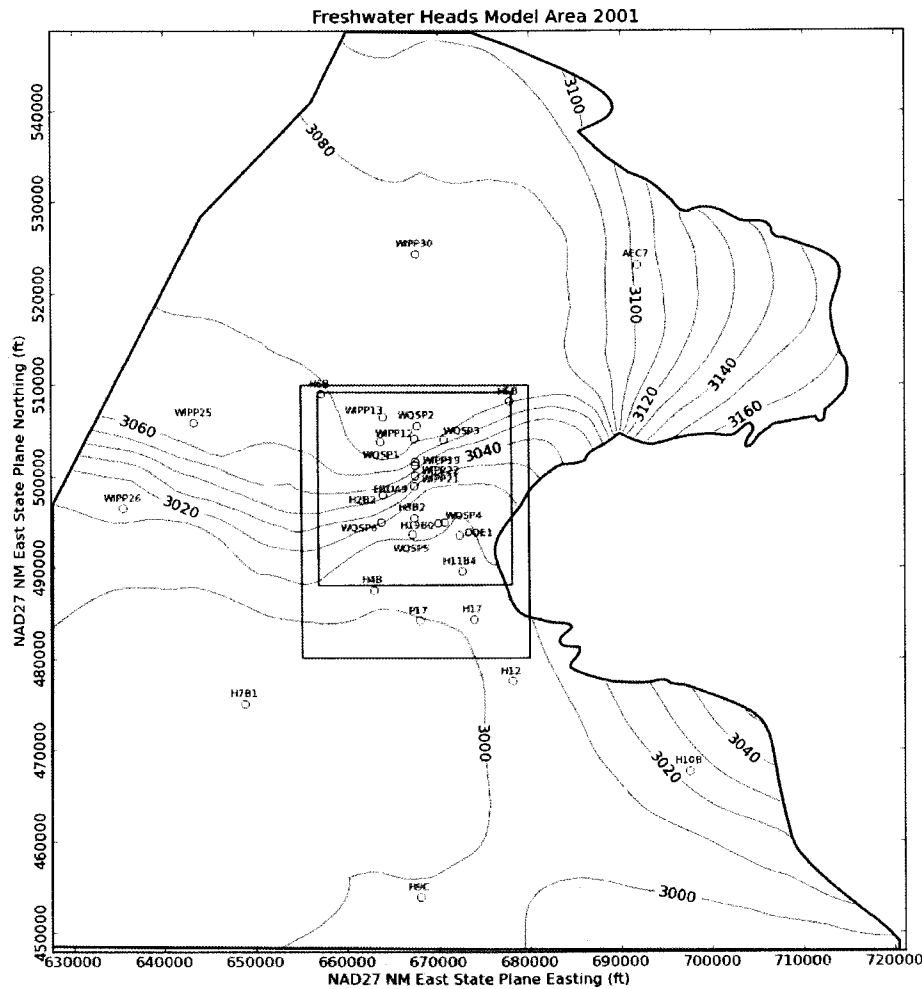 Freshwater Heads Model Area 2001
NAD27 NM East State Plane Northing (ft)
540000
530000
520000
510000
500000
490000
480000
470000
460000
450000
3100
3080
WIPP30
AEC7
3100
3120
3140
3160
H6B
H5B
WIPP25
WIPP13
WQSP2
WIPP12
WQSP3
3060
WQSP1
3040
WIPP19
WIPP22
WIPP21
WIPP26
3020
H2B2
H3B2
WQSP6
H19B0
WQSP4
DOE1
WQSP5
H11B4
H4B
P17
H17
H12
H7B1
3000
3040
3020
H10B
H9C
3000
630000 640000 650000 660000 670000 680000 690000 700000 710000 720000
NAD27 NM East State Plane Easting (ft)